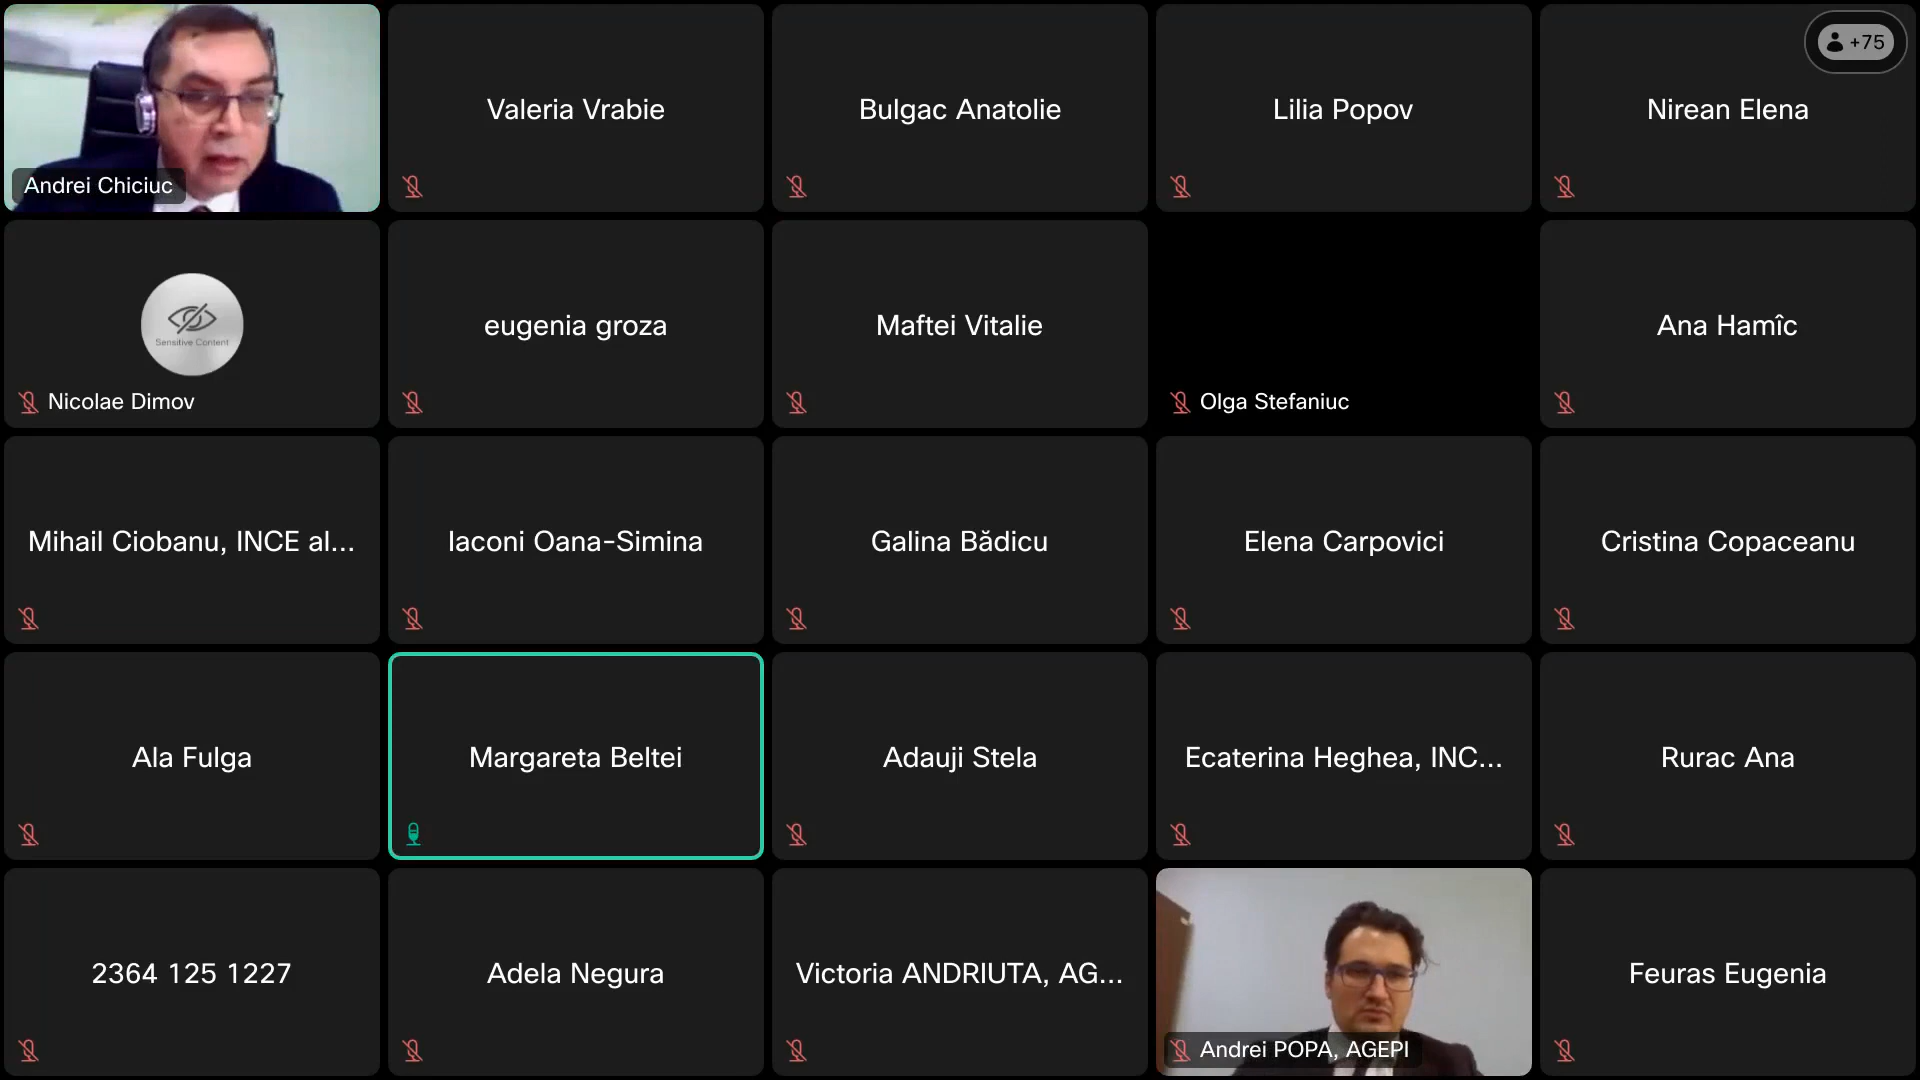 Andrei Chiciuc
Valeria Vrabie
Bulgac Anatolie
Lilia Popov
Nirean Elena
+75
Sensitive Content
Nicolae Dimov
eugenia groza
Maftei Vitalie
Olga Stefaniuc
Ana Hamîc
Mihail Ciobanu, INCE al...
Iaconi Oana-Simina
Galina Bădicu
Elena Carpovici
Cristina Copaceanu
Ala Fulga
Margareta Beltei
Adauji Stela
Ecaterina Heghea, INC...
Rurac Ana
2364 125 1227
Adela Negura
Victoria ANDRIUTA, AG...
Andrei POPA, AGEPI
Feuras Eugenia